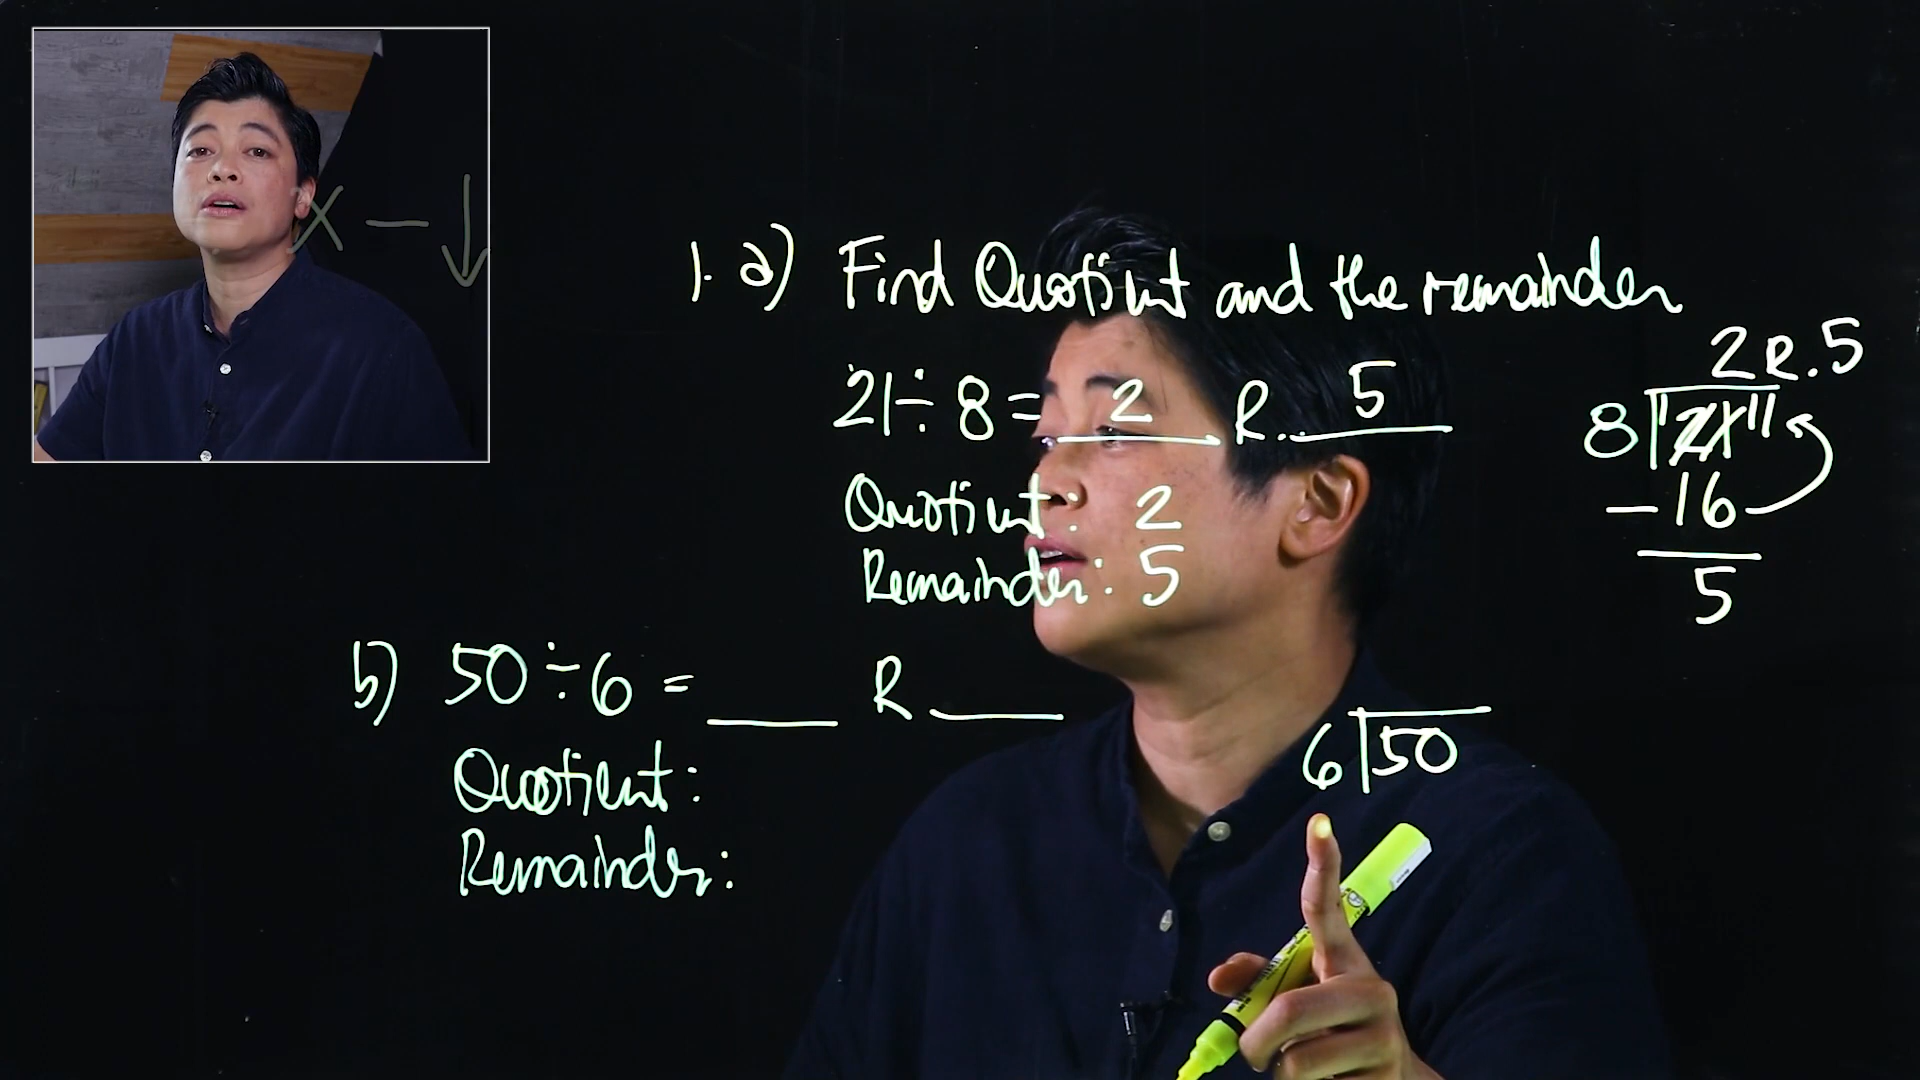 × — ↓
1. a) Find Quotient and the remainder
21 ÷ 8 = 2 R. 5
Quotient: 2
Remainder: 5
2 R. 5
8
- 16
5
b) 50 ÷ 6 = ___ R ___
Quotient:
Remainder:
6 50